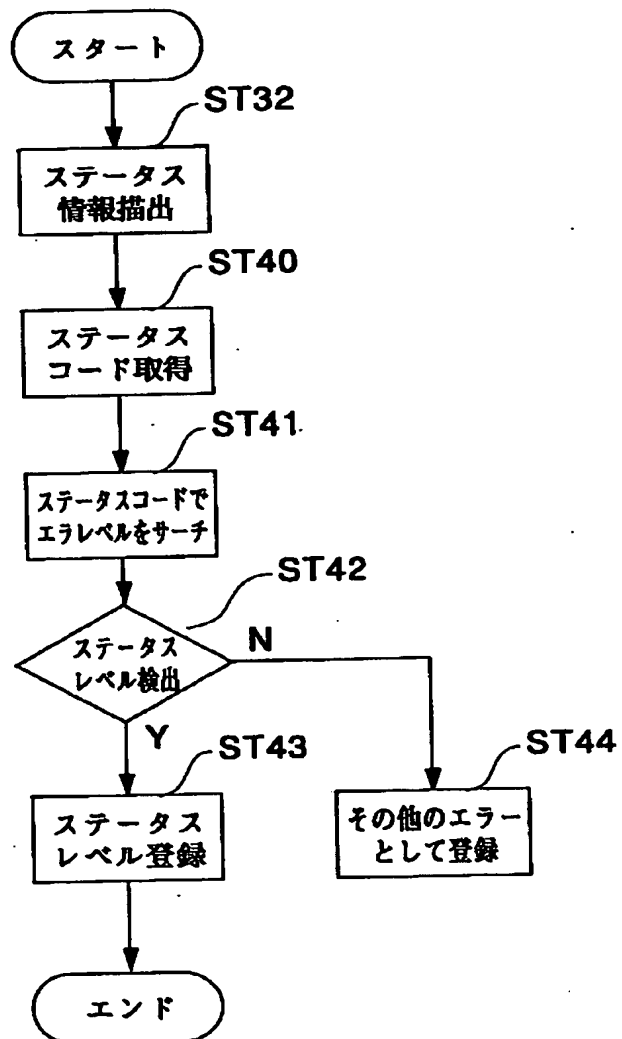 スタート
ST32
ステータス
情報描出
ST40
ステータス
コード取得
ST41
ステータスコードで
エラレベルをサーチ
ST42
ステータス
レベル検出
N
Y
ST43
ステータス
レベル登録
ST44
その他のエラー
として登録
エンド